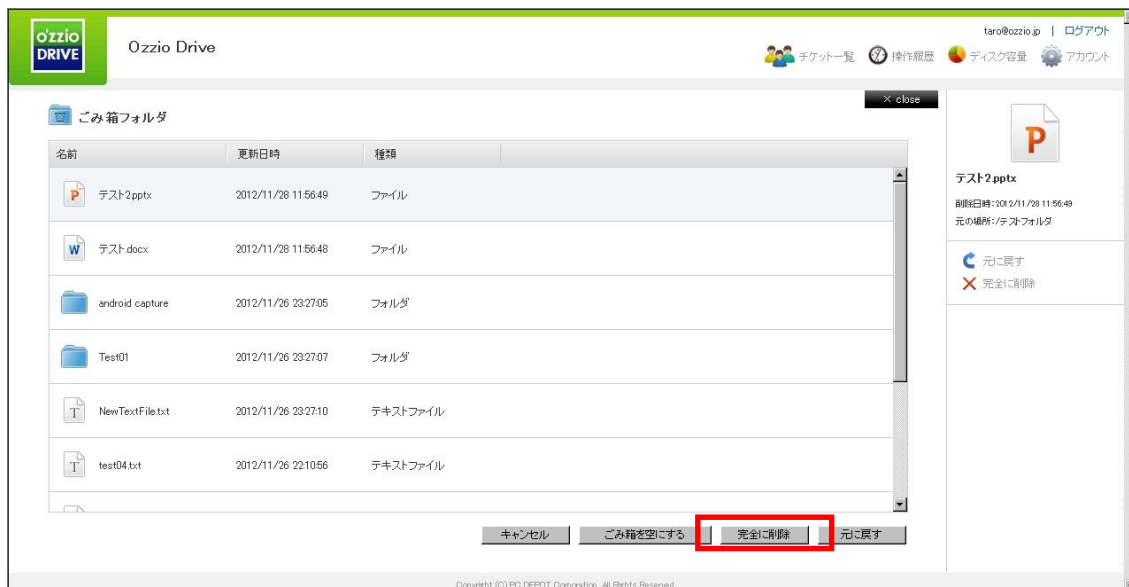 o'zzio
DRIVE
Ozzio Drive
taro@ozzio.jp | ログアウト
チケット一覧 操作履歴 ディスク容量 アカウント
× close
ごみ箱フォルダ
名前 更新日時 種類
テスト2.pptx 2012/11/28 11:56:49 ファイル
テスト.docx 2012/11/28 11:56:48 ファイル
android capture 2012/11/26 23:27:05 フォルダ
Test01 2012/11/26 23:27:07 フォルダ
NewTextFile.txt 2012/11/26 23:27:10 テキストファイル
test04.txt 2012/11/26 22:10:56 テキストファイル
キャンセル ごみ箱を空にする 完全に削除 元に戻す
P
テスト2.pptx
削除日時:2012/11/28 11:56:49
元の場所:/テストフォルダ
元に戻す
完全に削除
Copyright (C) PC DEPOT Corporation. All Rights Reserved.